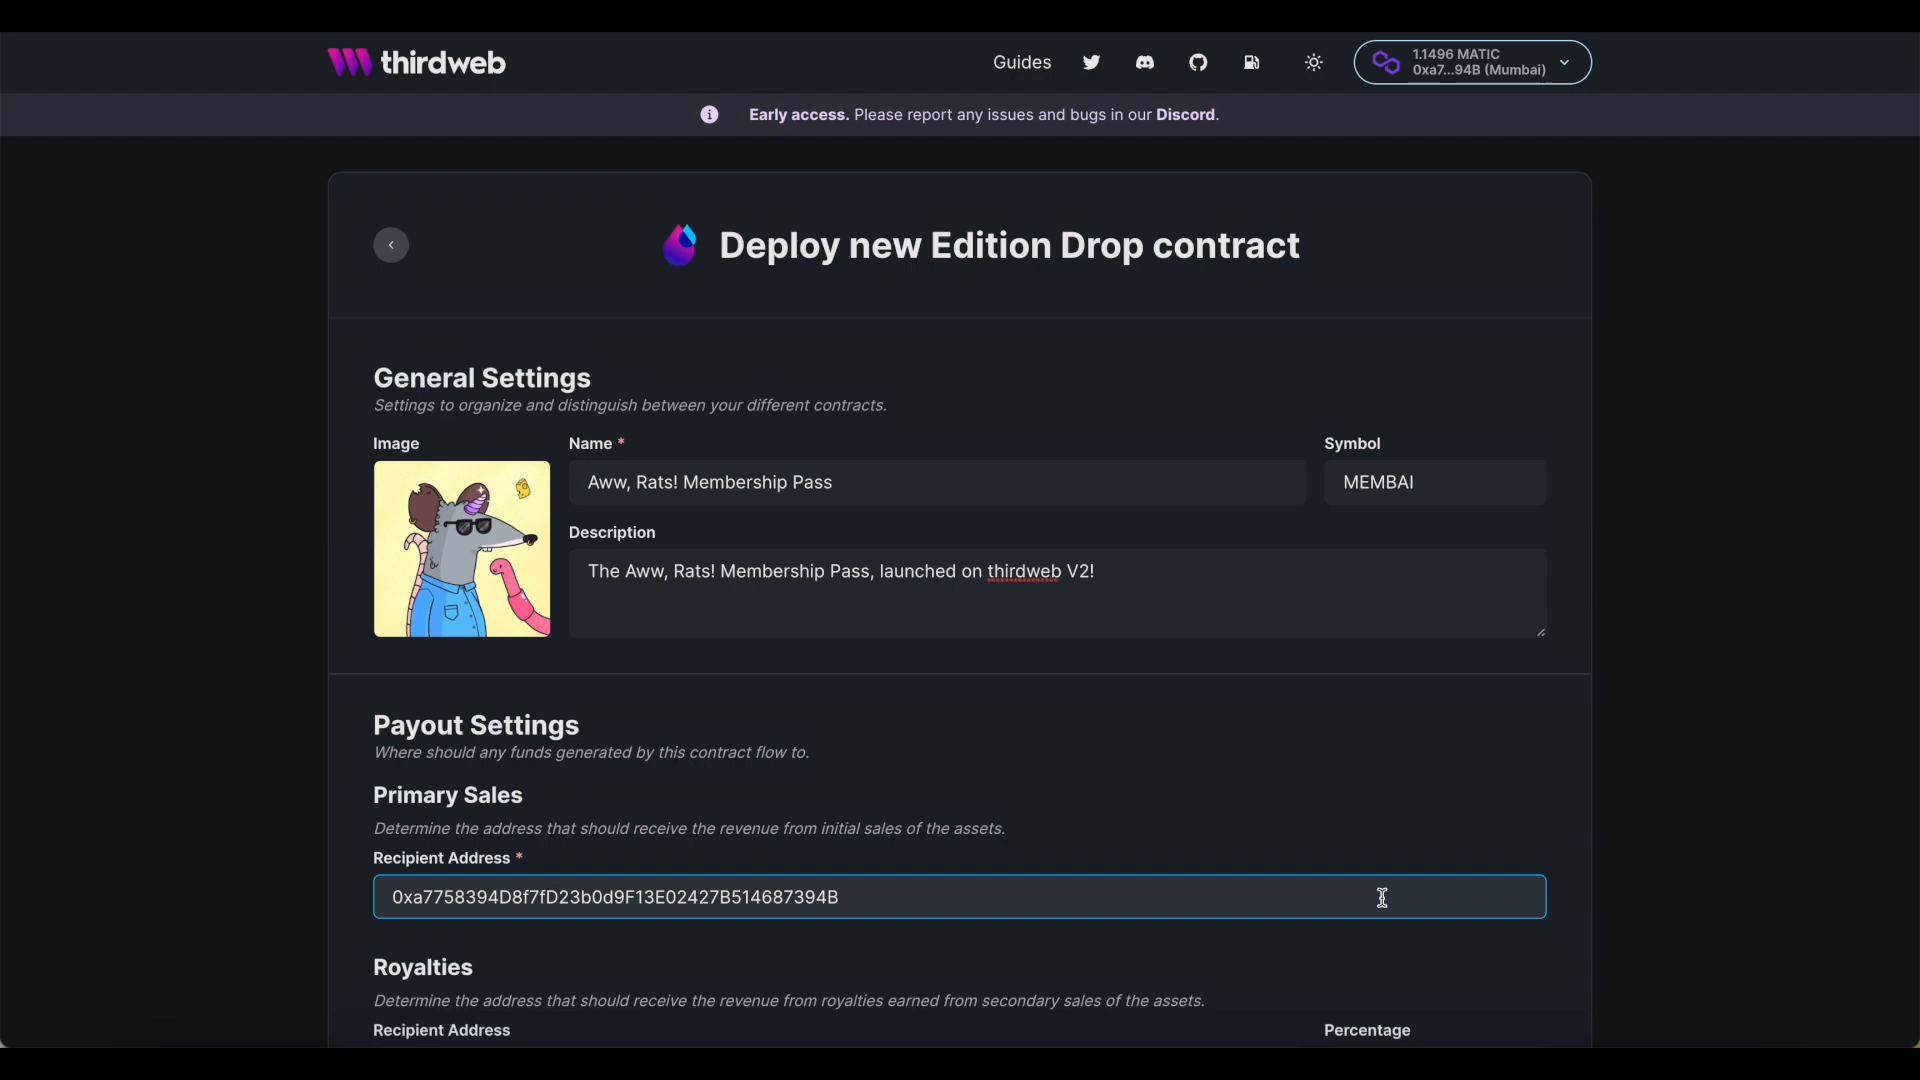 thirdweb
Guides
1.1496 MATIC
0xa7...94B (Mumbai)
Early access. Please report any issues and bugs in our Discord.
Deploy new Edition Drop contract
General Settings
Settings to organize and distinguish between your different contracts.
Image
Name *
Symbol
Aww, Rats! Membership Pass
MEMBAI
Description
The Aww, Rats! Membership Pass, launched on thirdweb V2!
Payout Settings
Where should any funds generated by this contract flow to.
Primary Sales
Determine the address that should receive the revenue from initial sales of the assets.
Recipient Address *
0xa7758394D8f7fD23b0d9F13E02427B514687394B
Royalties
Determine the address that should receive the revenue from royalties earned from secondary sales of the assets.
Recipient Address
Percentage